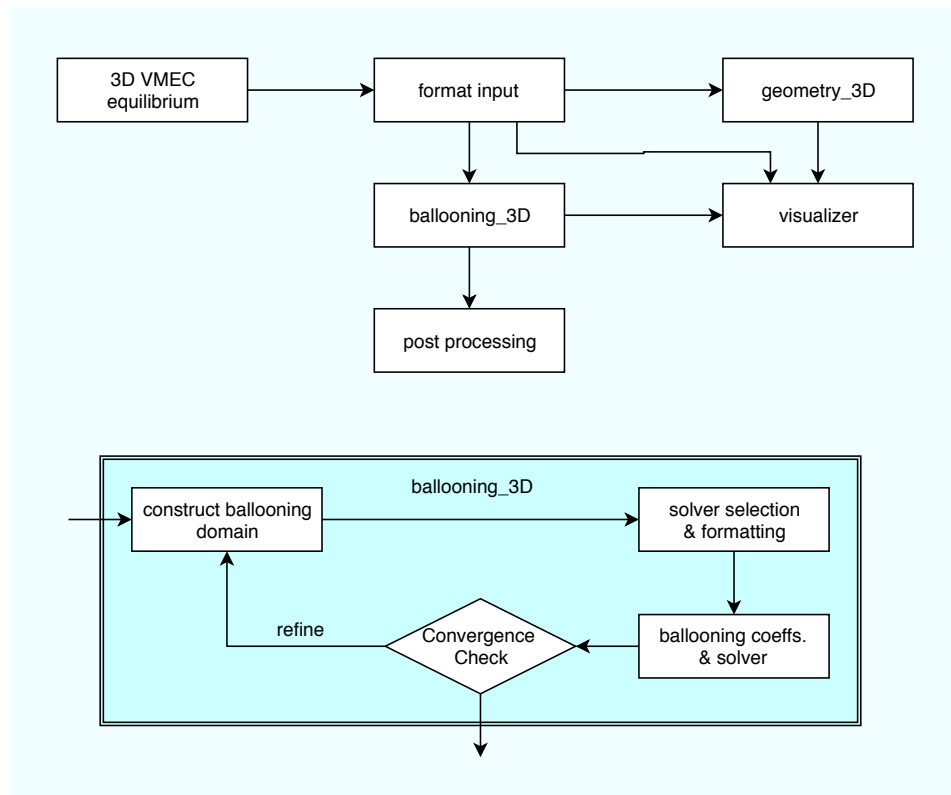 3D VMEC
equilibrium
format input
geometry_3D
ballooning_3D
visualizer
post processing
ballooning_3D
construct ballooning
domain
solver selection
& formatting
refine
Convergence
Check
ballooning coeffs.
& solver